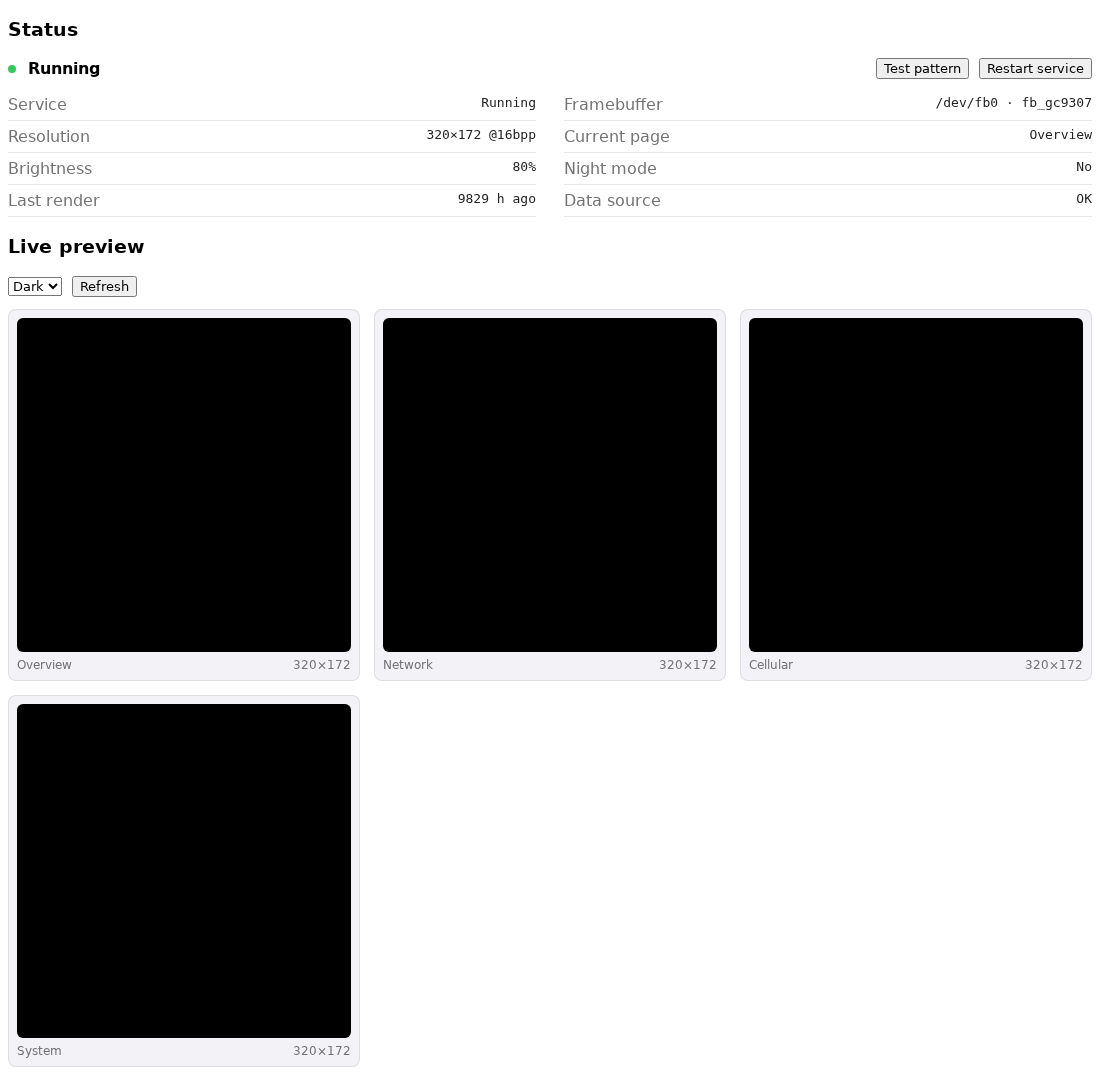 Status
Running
Test pattern
Restart service
Service Running
Framebuffer /dev/fb0 · fb_gc9307
Resolution 320×172 @16bpp
Current page Overview
Brightness 80%
Night mode No
Last render 9829 h ago
Data source OK
Live preview
Dark
Refresh
Overview 320×172
Network 320×172
Cellular 320×172
System 320×172